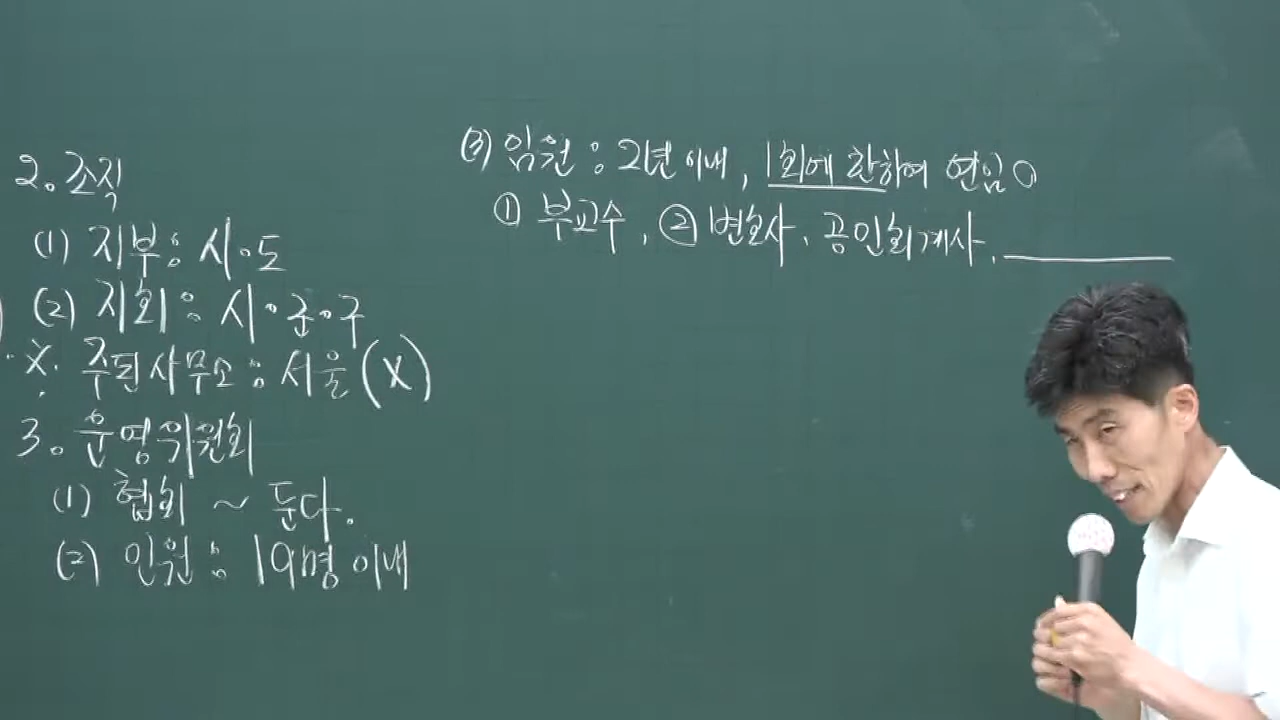 2. 조직
(1) 지부 : 시·도
(2) 지회 : 시·군·구
※. 주된사무소 : 서울(X)
3. 운영위원회
(1) 협회 ~ 둔다.
(2) 인원 : 19명 이내
(3) 임원 : 2년 이내, 1회에 한하여 연임 ○
① 부교수, ② 변호사, 공인회계사,